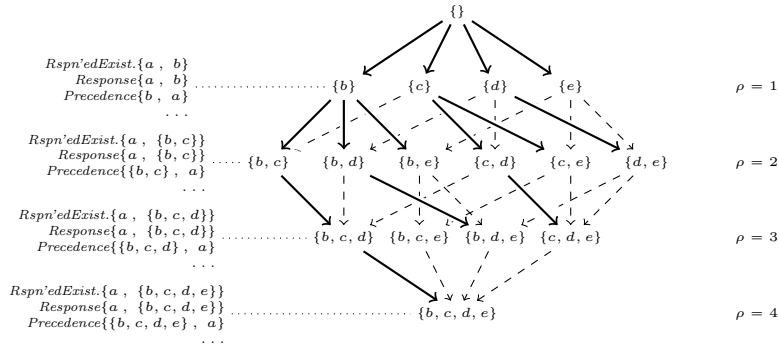 {}
Rspn'edExist.{a , b}
Response{a , b}
Precedence{b , a}
. . .
{b} {c} {d} {e} ρ = 1
Rspn'edExist.{a , {b, c}}
Response{a , {b, c}}
Precedence{{b, c} , a}
. . .
{b, c} {b, d} {b, e} {c, d} {c, e} {d, e} ρ = 2
Rspn'edExist.{a , {b, c, d}}
Response{a , {b, c, d}}
Precedence{{b, c, d} , a}
. . .
{b, c, d} {b, c, e} {b, d, e} {c, d, e} ρ = 3
Rspn'edExist.{a , {b, c, d, e}}
Response{a , {b, c, d, e}}
Precedence{{b, c, d, e} , a}
. . .
{b, c, d, e} ρ = 4